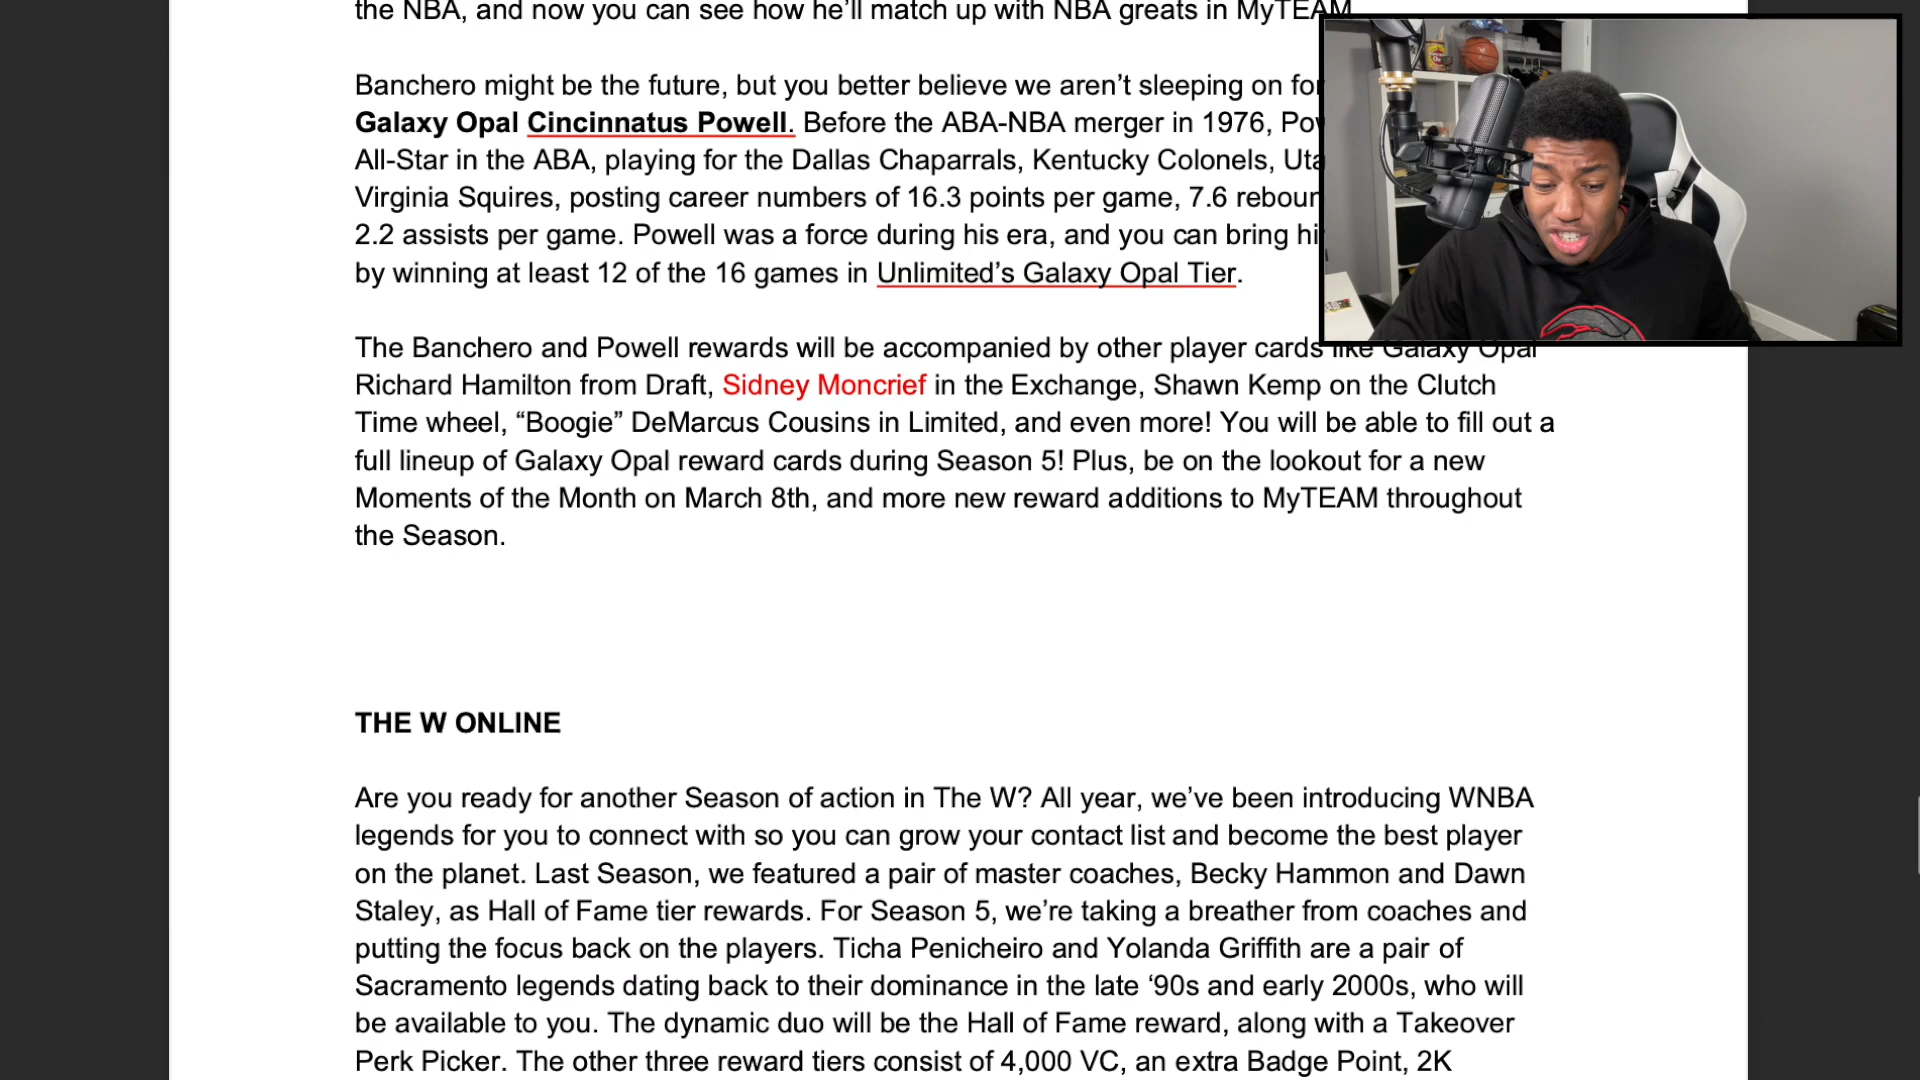 the NBA, and now you can see how he’ll match up with NBA greats in MyTEAM
Banchero might be the future, but you better believe we aren’t sleeping on
Galaxy Opal Cincinnatus Powell. Before the ABA-NBA merger in 1976,
All-Star in the ABA, playing for the Dallas Chaparrals, Kentucky Colonels,
Virginia Squires, posting career numbers of 16.3 points per game, 7.6
2.2 assists per game. Powell was a force during his era, and you can bring
by winning at least 12 of the 16 games in Unlimited’s Galaxy Opal Tier.
The Banchero and Powell rewards will be accompanied by other player cards like Galaxy Opal
Richard Hamilton from Draft, Sidney Moncrief in the Exchange, Shawn Kemp on the Clutch
Time wheel, “Boogie” DeMarcus Cousins in Limited, and even more! You will be able to fill out a
full lineup of Galaxy Opal reward cards during Season 5! Plus, be on the lookout for a new
Moments of the Month on March 8th, and more new reward additions to MyTEAM throughout
the Season.
THE W ONLINE
Are you ready for another Season of action in The W? All year, we’ve been introducing WNBA
legends for you to connect with so you can grow your contact list and become the best player
on the planet. Last Season, we featured a pair of master coaches, Becky Hammon and Dawn
Staley, as Hall of Fame tier rewards. For Season 5, we’re taking a breather from coaches and
putting the focus back on the players. Ticha Penicheiro and Yolanda Griffith are a pair of
Sacramento legends dating back to their dominance in the late ‘90s and early 2000s, who will
be available to you. The dynamic duo will be the Hall of Fame reward, along with a Takeover
Perk Picker. The other three reward tiers consist of 4,000 VC, an extra Badge Point, 2K